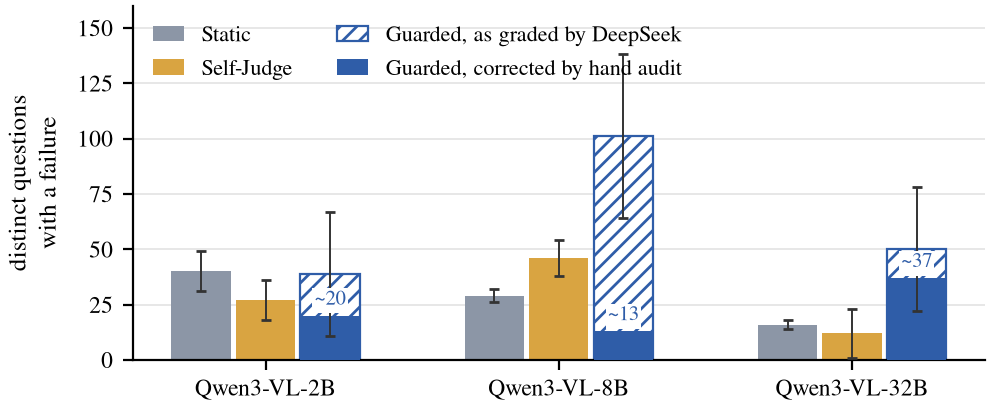 150
125
100
75
50
25
0
distinct questions
with a failure
Static
Self-Judge
Guarded, as graded by DeepSeek
Guarded, corrected by hand audit
~20
~13
~37
Qwen3-VL-2B
Qwen3-VL-8B
Qwen3-VL-32B